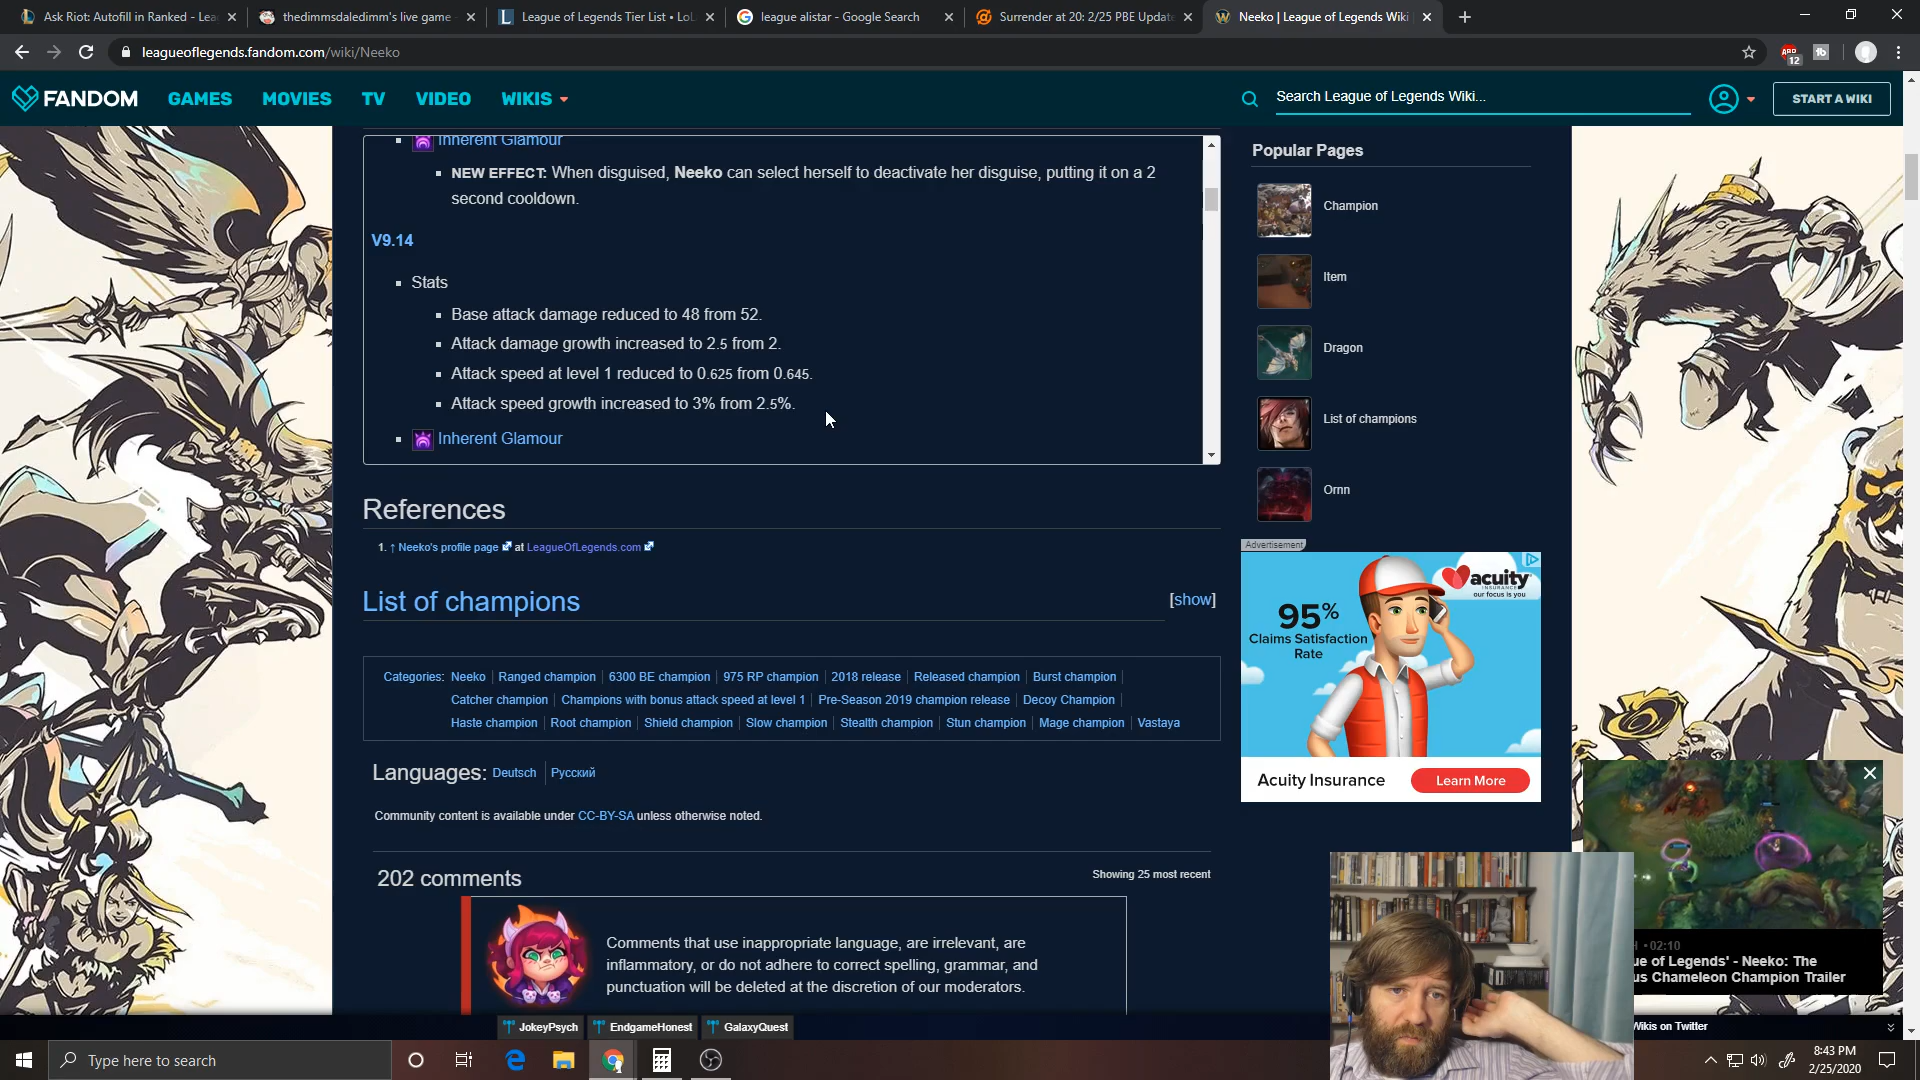 Ask Riot: Autofill in Ranked - Lea
thedimmsdaledimm's live game
League of Legends Tier List • LoL
league alistar - Google Search
Surrender at 20: 2/25 PBE Update
Neeko | League of Legends Wiki
leagueoflegends.fandom.com/wiki/Neeko
12
FANDOM
GAMES
MOVIES
TV
VIDEO
WIKIS
Search League of Legends Wiki...
START A WIKI
Inherent Glamour
NEW EFFECT: When disguised, Neeko can select herself to deactivate her disguise, putting it on a 2
second cooldown.
V9.14
Stats
Base attack damage reduced to 48 from 52.
Attack damage growth increased to 2.5 from 2.
Attack speed at level 1 reduced to 0.625 from 0.645.
Attack speed growth increased to 3% from 2.5%.
Inherent Glamour
References
1. ↑ Neeko's profile page at LeagueOfLegends.com
List of champions
[show]
Categories: Neeko | Ranged champion | 6300 BE champion | 975 RP champion | 2018 release | Released champion | Burst champion |
Catcher champion | Champions with bonus attack speed at level 1 | Pre-Season 2019 champion release | Decoy Champion |
Haste champion | Root champion | Shield champion | Slow champion | Stealth champion | Stun champion | Mage champion | Vastaya
Languages: Deutsch | Русский
Community content is available under CC-BY-SA unless otherwise noted.
202 comments
Showing 25 most recent
Comments that use inappropriate language, are irrelevant, are
inflammatory, or do not adhere to correct spelling, grammar, and
punctuation will be deleted at the discretion of our moderators.
Popular Pages
Champion
Item
Dragon
List of champions
Ornn
Advertisement
acuity
INSURANCE
our focus is you
95%
Claims Satisfaction
Rate
Acuity Insurance
Learn More
• 02:10
ue of Legends' - Neeko: The
us Chameleon Champion Trailer
Wikis on Twitter
JokeyPsych
EndgameHonest
GalaxyQuest
Type here to search
8:43 PM
2/25/2020